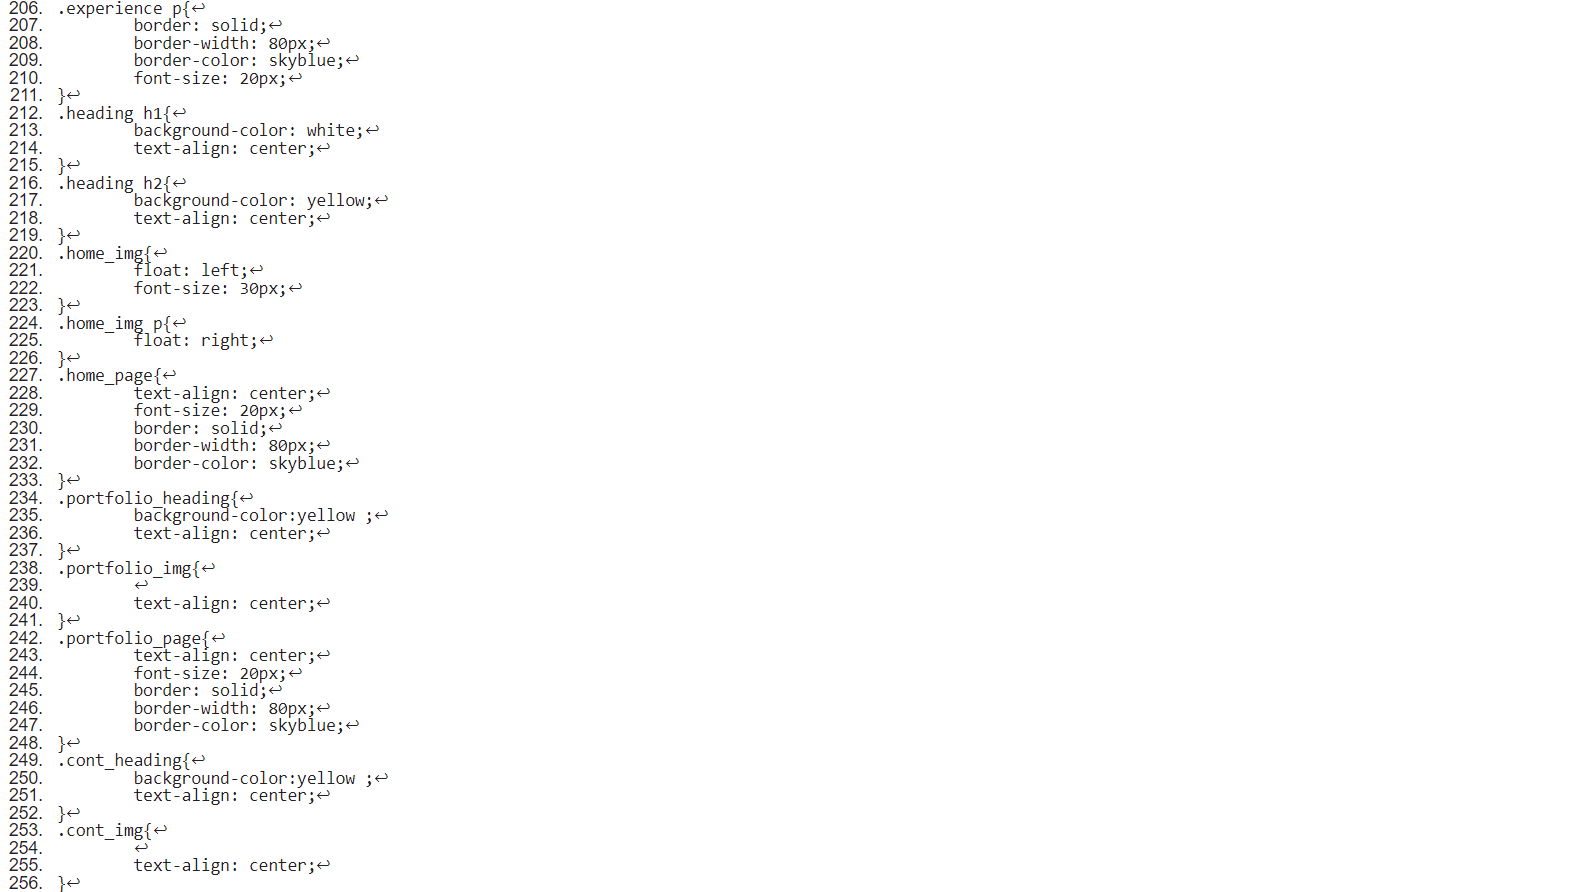 206. .experience p{↩
207. border: solid;↩
208. border-width: 80px;↩
209. border-color: skyblue;↩
210. font-size: 20px;↩
211. }↩
212. .heading h1{↩
213. background-color: white;↩
214. text-align: center;↩
215. }↩
216. .heading h2{↩
217. background-color: yellow;↩
218. text-align: center;↩
219. }↩
220. .home_img{↩
221. float: left;↩
222. font-size: 30px;↩
223. }↩
224. .home_img p{↩
225. float: right;↩
226. }↩
227. .home_page{↩
228. text-align: center;↩
229. font-size: 20px;↩
230. border: solid;↩
231. border-width: 80px;↩
232. border-color: skyblue;↩
233. }↩
234. .portfolio_heading{↩
235. background-color:yellow ;↩
236. text-align: center;↩
237. }↩
238. .portfolio_img{↩
239. ↩
240. text-align: center;↩
241. }↩
242. .portfolio_page{↩
243. text-align: center;↩
244. font-size: 20px;↩
245. border: solid;↩
246. border-width: 80px;↩
247. border-color: skyblue;↩
248. }↩
249. .cont_heading{↩
250. background-color:yellow ;↩
251. text-align: center;↩
252. }↩
253. .cont_img{↩
254. ↩
255. text-align: center;↩
256. }↩